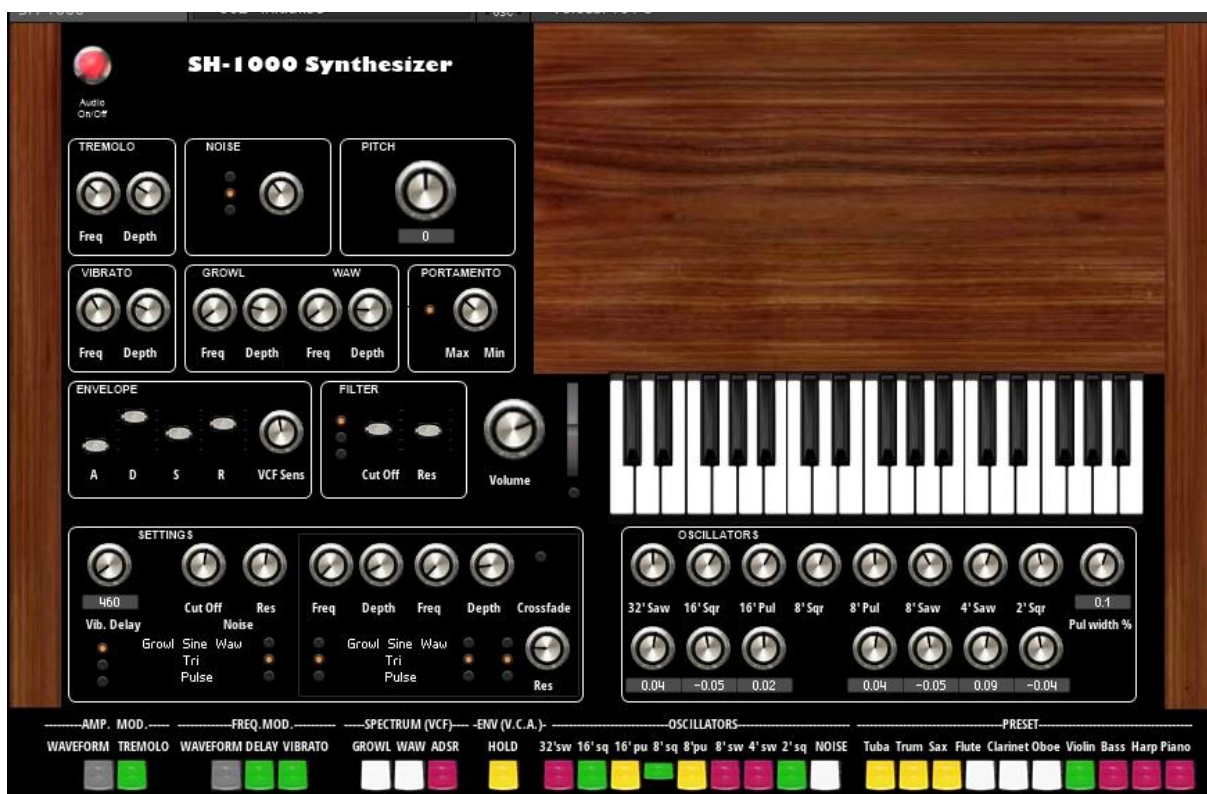 SH-1000 Synthesizer
Audio
On/Off
TREMOLO NOISE PITCH
Freq Depth 0
VIBRATO GROWL WAW PORTAMENTO
Freq Depth Freq Depth Freq Depth Max Min
ENVELOPE FILTER
A D S R VCF Sens Cut Off Res Volume
SETTINGS OSCILLATORS
460 Cut Off Res Freq Depth Freq Depth Crossfade
Vib. Delay Noise
Growl Sine Waw Growl Sine Waw
Tri Tri
Pulse Pulse
Res
32' Saw 16' Sqr 16' Pul 8' Sqr 8' Pul 8' Saw 4' Saw 2' Sqr 0.1
Pul width %
0.04 -0.05 0.02 0.04 -0.05 0.09 -0.04
---------AMP. MOD.----- -------------FREQ.MOD.---------- -----SPECTRUM (VCF)---- -ENV (V.C.A.)- -----------------------------OSCILLATORS--------------------------- --------------------------------------PRESET---------------------------------------
WAVEFORM TREMOLO WAVEFORM DELAY VIBRATO GROWL WAW ADSR HOLD 32'sw 16'sq 16'pu 8'sq 8'pu 8'sw 4'sw 2'sq NOISE Tuba Trum Sax Flute Clarinet Oboe Violin Bass Harp Piano